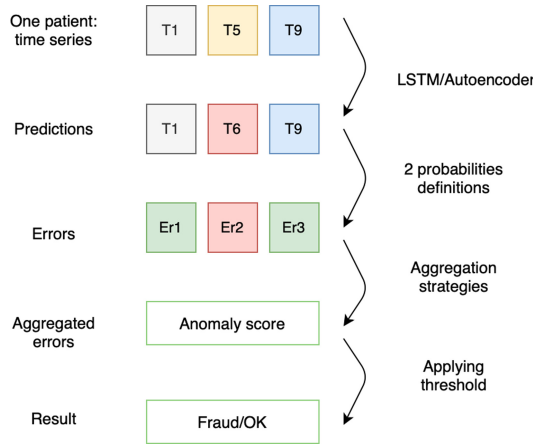 One patient:
time series
T1 T5 T9
LSTM/Autoencoder
Predictions
T1 T6 T9
2 probabilities
definitions
Errors
Er1 Er2 Er3
Aggregation
strategies
Aggregated
errors
Anomaly score
Applying
threshold
Result
Fraud/OK